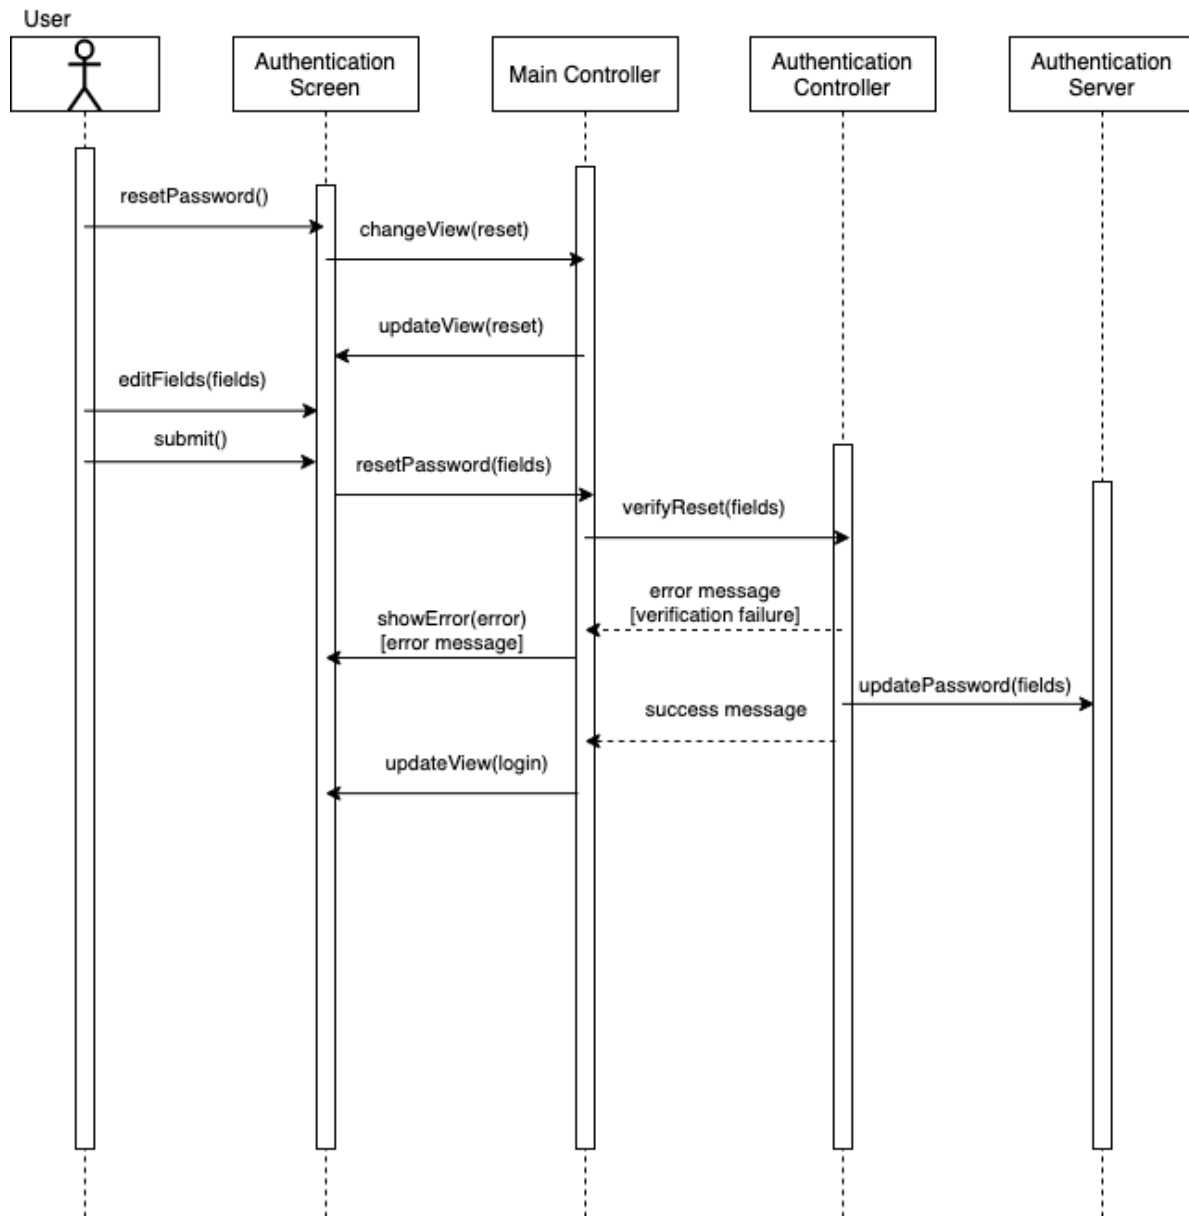 User
Authentication
Screen
Main Controller
Authentication
Controller
Authentication
Server
resetPassword()
changeView(reset)
updateView(reset)
editFields(fields)
submit()
resetPassword(fields)
verifyReset(fields)
error message
[verification failure]
showError(error)
[error message]
updatePassword(fields)
success message
updateView(login)